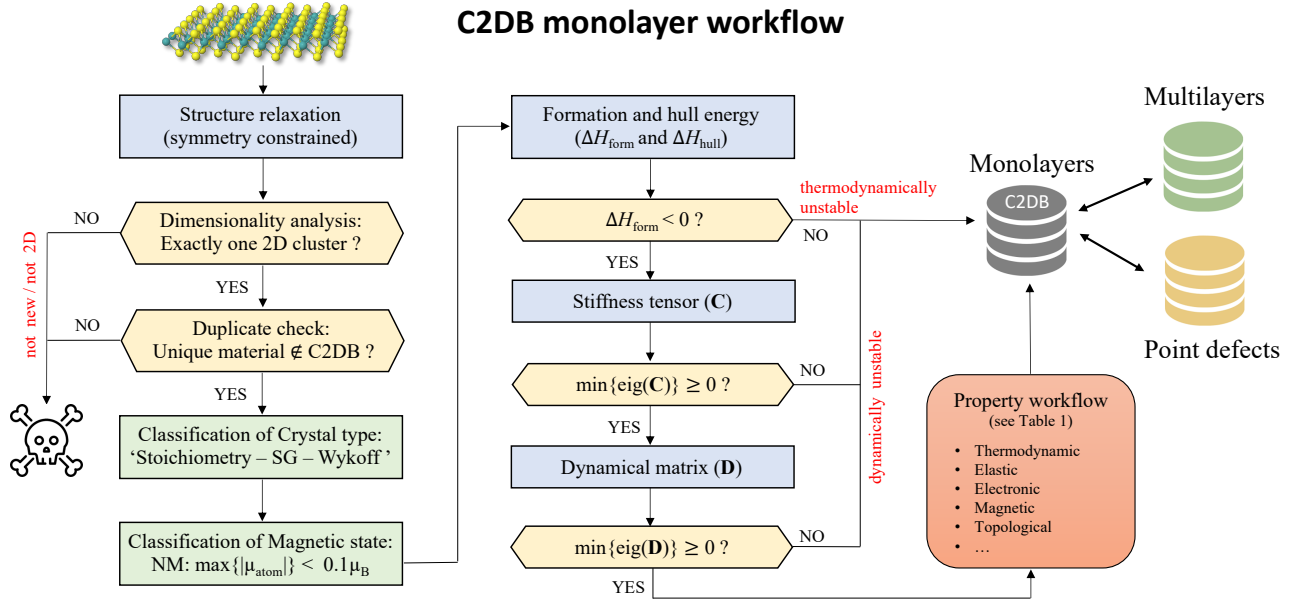 C2DB monolayer workflow
Structure relaxation
(symmetry constrained)
NO
Dimensionality analysis:
Exactly one 2D cluster ?
YES
not new / not 2D
NO
Duplicate check:
Unique material ∉ C2DB ?
YES
Classification of Crystal type:
‘Stoichiometry – SG – Wykoff ’
Classification of Magnetic state:
NM: max{|μatom|} < 0.1μB
Formation and hull energy
(ΔHform and ΔHhull)
thermodynamically
unstable
ΔHform < 0 ?
NO
YES
Stiffness tensor (C)
min{eig(C)} ≥ 0 ?
NO
YES
dynamically unstable
Dynamical matrix (D)
min{eig(D)} ≥ 0 ?
NO
YES
Monolayers
C2DB
Multilayers
Point defects
Property workflow
(see Table 1)
• Thermodynamic
• Elastic
• Electronic
• Magnetic
• Topological
• …